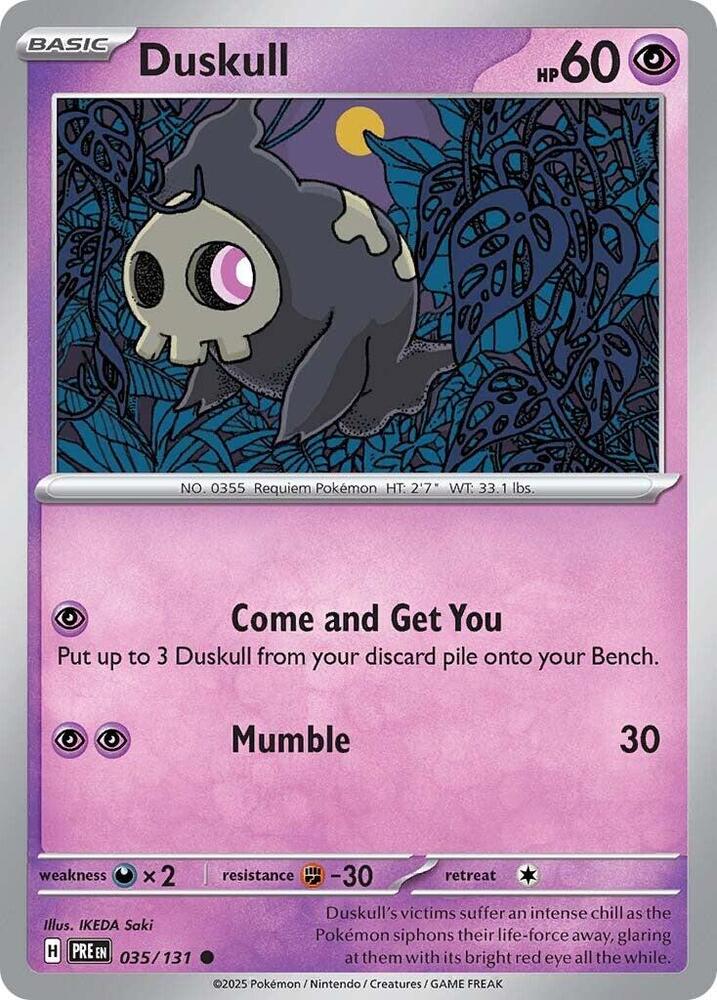 BASIC
Duskull
HP60
NO. 0355 Requiem Pokémon HT: 2'7" WT: 33.1 lbs.
Come and Get You
Put up to 3 Duskull from your discard pile onto your Bench.
Mumble 30
weakness ×2 resistance -30 retreat
Illus. IKEDA Saki
H PRE EN 035/131
Duskull's victims suffer an intense chill as the
Pokémon siphons their life-force away, glaring
at them with its bright red eye all the while.
©2025 Pokémon / Nintendo / Creatures / GAME FREAK